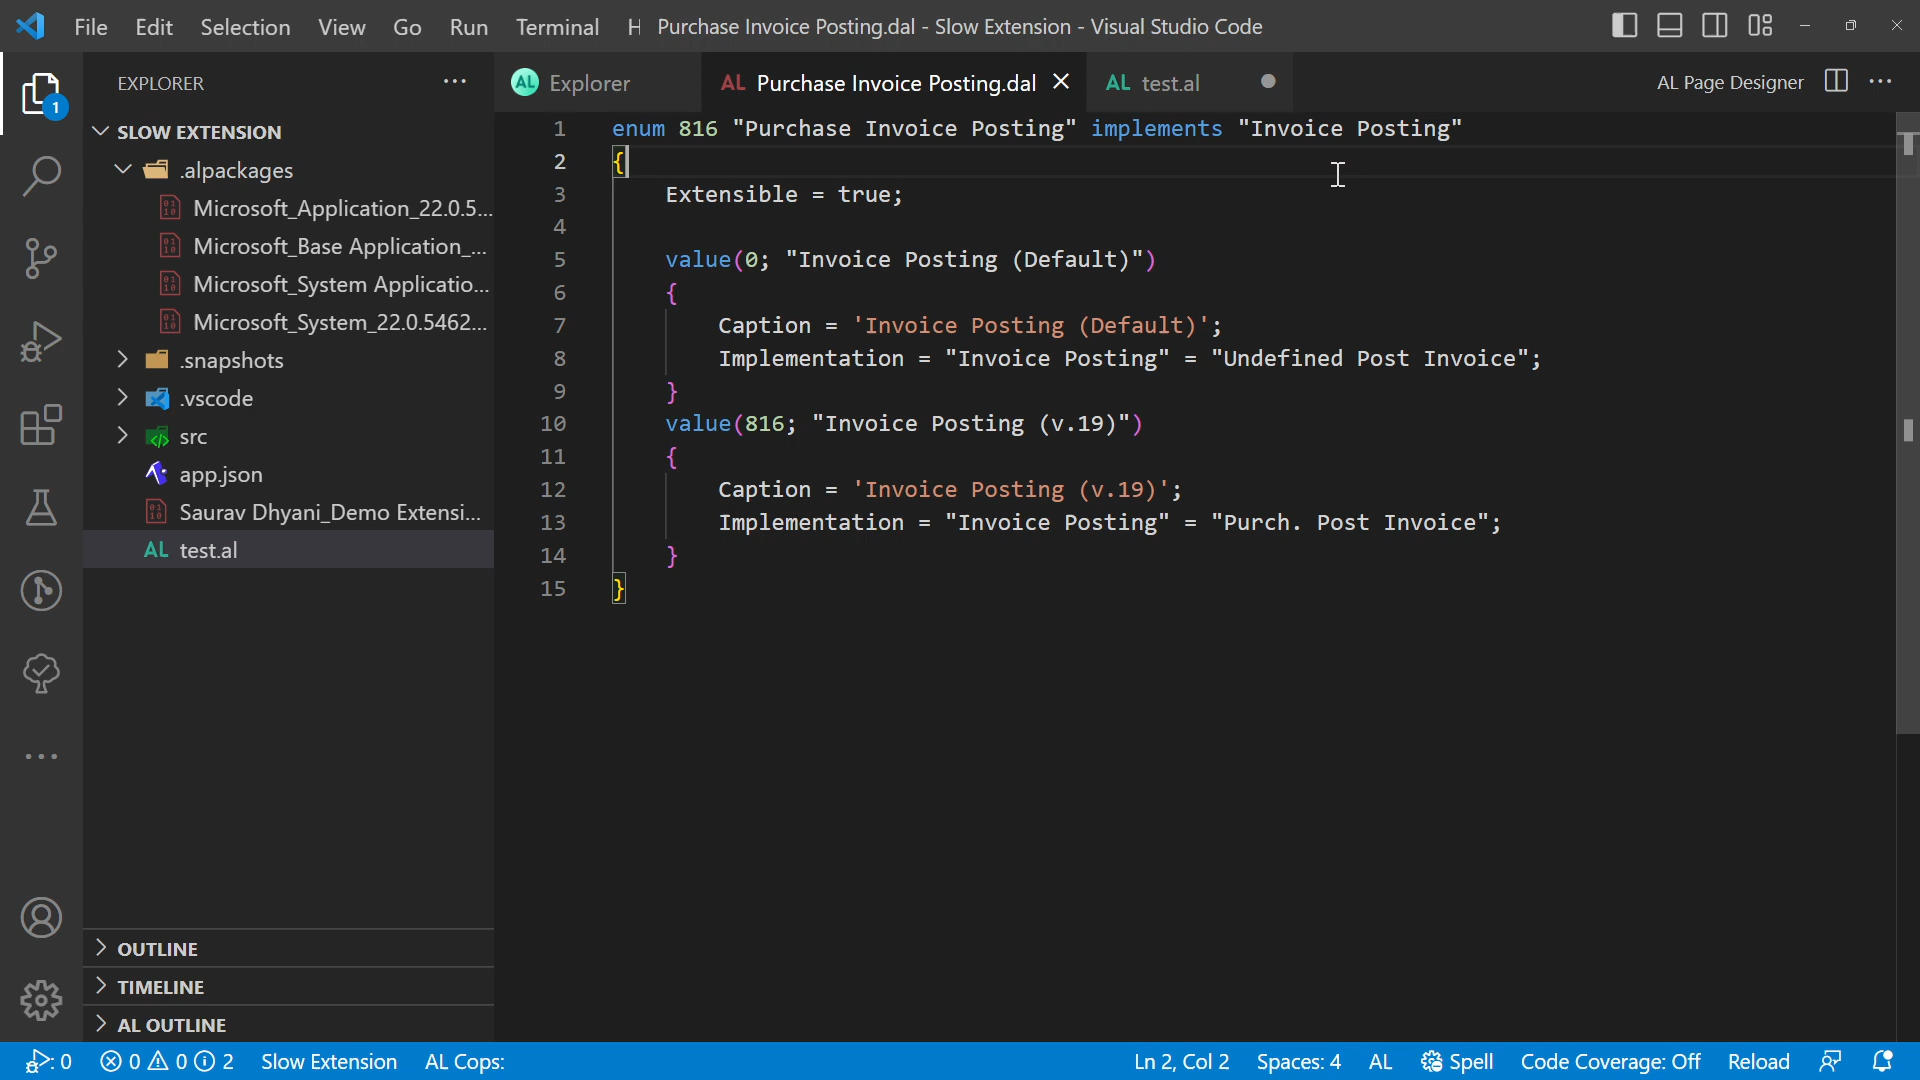 File Edit Selection View Go Run Terminal H Purchase Invoice Posting.dal - Slow Extension - Visual Studio Code
EXPLORER
AL Explorer
AL Purchase Invoice Posting.dal
AL test.al
AL Page Designer
1
SLOW EXTENSION
.alpackages
Microsoft_Application_22.0.5...
Microsoft_Base Application_...
Microsoft_System Applicatio...
Microsoft_System_22.0.5462...
.snapshots
.vscode
src
app.json
Saurav Dhyani_Demo Extensi...
AL test.al
OUTLINE
TIMELINE
AL OUTLINE
1 enum 816 "Purchase Invoice Posting" implements "Invoice Posting"
2 {
3 Extensible = true;
4
5 value(0; "Invoice Posting (Default)")
6 {
7 Caption = 'Invoice Posting (Default)';
8 Implementation = "Invoice Posting" = "Undefined Post Invoice";
9 }
10 value(816; "Invoice Posting (v.19)")
11 {
12 Caption = 'Invoice Posting (v.19)';
13 Implementation = "Invoice Posting" = "Purch. Post Invoice";
14 }
15 }
: 0 0 0 2 Slow Extension AL Cops: Ln 2, Col 2 Spaces: 4 AL Spell Code Coverage: Off Reload